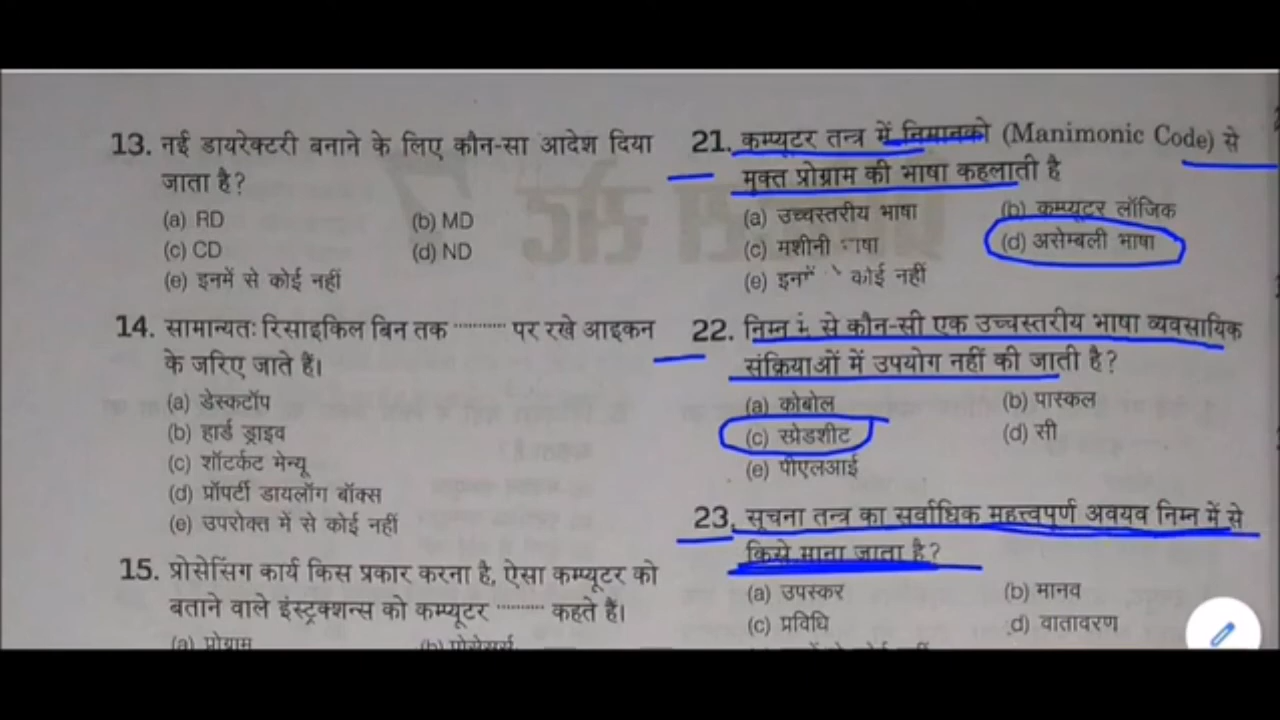 13. नई डायरेक्टरी बनाने के लिए कौन-सा आदेश दिया
जाता है?
(a) RD (b) MD
(c) CD (d) ND
(e) इनमें से कोई नहीं
14. सामान्यतः रिसाइकिल बिन तक ......... पर रखे आइकन
के जरिए जाते हैं।
(a) डेस्कटॉप
(b) हार्ड ड्राइव
(c) शॉटर्कट मेन्यू
(d) प्रॉपर्टी डायलॉग बॉक्स
(e) उपरोक्त में से कोई नहीं
15. प्रोसेसिंग कार्य किस प्रकार करना है, ऐसा कम्प्यूटर को
बताने वाले इंस्ट्रक्शन्स को कम्प्यूटर ......... कहते हैं।
(a) प्रोग्राम (b) प्रोसेसर्स
21. कम्प्यूटर तन्त्र में निमानको (Manimonic Code) से
मुक्त प्रोग्राम की भाषा कहलाती है
(a) उच्चस्तरीय भाषा (b) कम्प्यूटर लॉजिक
(c) मशीनी (d) असेम्बली भाषा
(e) कोई नहीं
22. निम्न में से कौन-सी एक उच्चस्तरीय भाषा व्यवसायिक
संक्रियाओं में उपयोग नहीं की जाती है?
(a) कोबोल (b) पास्कल
(c) स्प्रेडशीट (d) सी
(e) पीएलआई
23. सूचना तन्त्र का सर्वाधिक महत्त्वपूर्ण अवयव निम्न में से
किसे माना जाता है?
(a) उपस्कर (b) मानव
(c) प्रविधि d) वातावरण